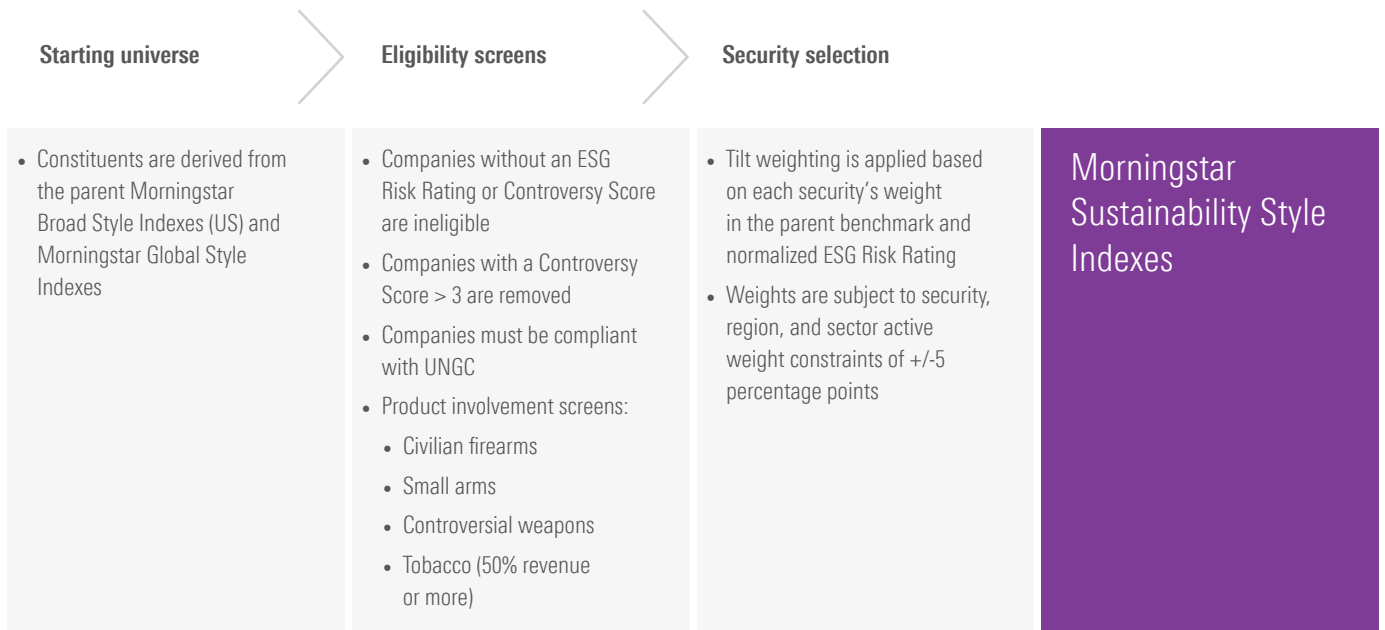 Starting universe
Eligibility screens
Security selection
• Constituents are derived from
the parent Morningstar
Broad Style Indexes (US) and
Morningstar Global Style
Indexes
• Companies without an ESG
Risk Rating or Controversy Score
are ineligible
• Companies with a Controversy
Score > 3 are removed
• Companies must be compliant
with UNGC
• Product involvement screens:
• Civilian firearms
• Small arms
• Controversial weapons
• Tobacco (50% revenue
or more)
• Tilt weighting is applied based
on each security’s weight
in the parent benchmark and
normalized ESG Risk Rating
• Weights are subject to security,
region, and sector active
weight constraints of +/-5
percentage points
Morningstar
Sustainability Style
Indexes